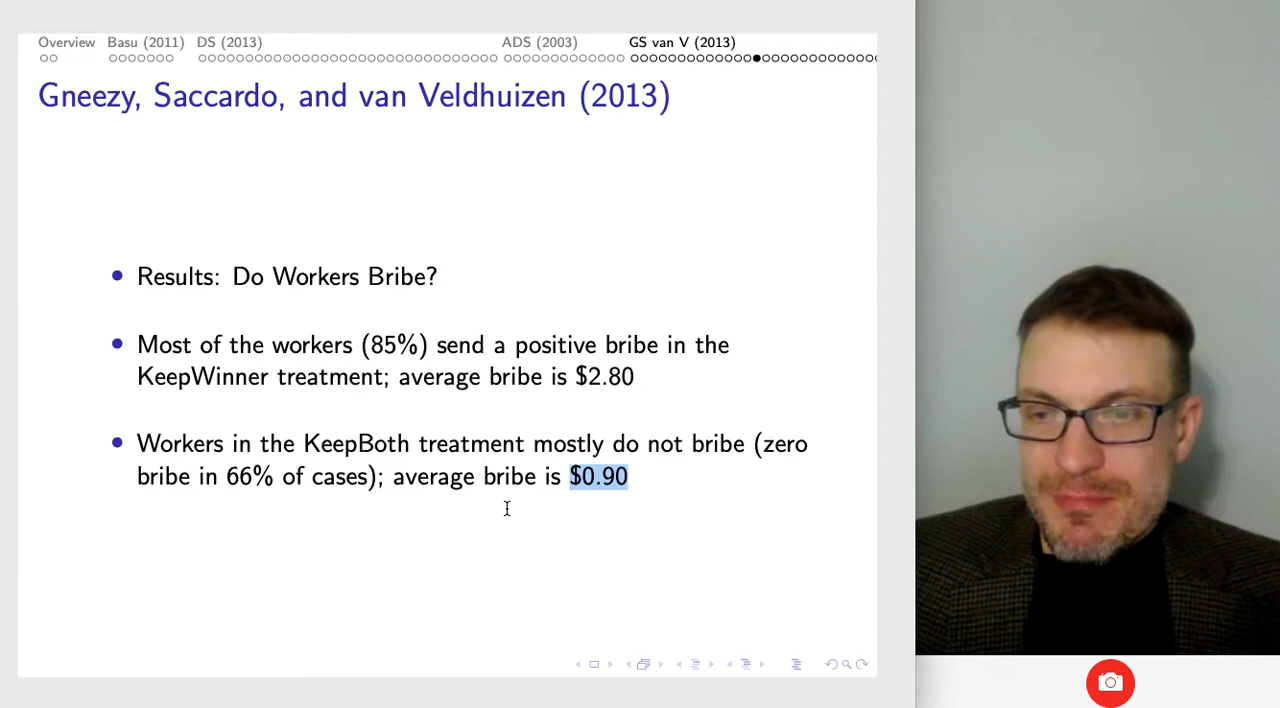 Overview Basu (2011) DS (2013) ADS (2003) GS van V (2013)
Gneezy, Saccardo, and van Veldhuizen (2013)
Results: Do Workers Bribe?
Most of the workers (85%) send a positive bribe in the
KeepWinner treatment; average bribe is $2.80
Workers in the KeepBoth treatment mostly do not bribe (zero
bribe in 66% of cases); average bribe is $0.90